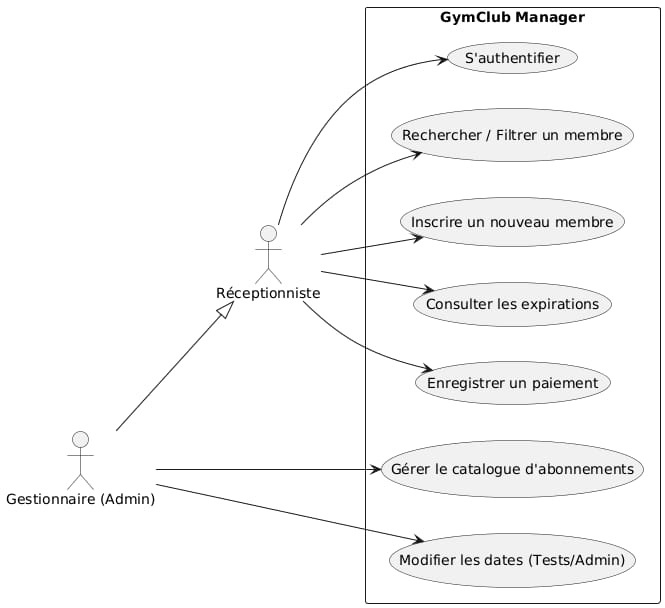 GymClub Manager
S'authentifier
Rechercher / Filtrer un membre
Inscrire un nouveau membre
Réceptionniste
Consulter les expirations
Enregistrer un paiement
Gérer le catalogue d'abonnements
Gestionnaire (Admin)
Modifier les dates (Tests/Admin)